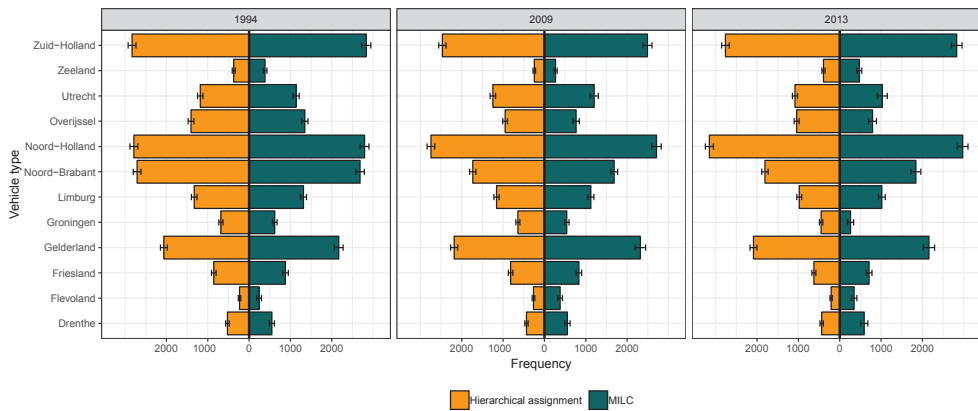 1994
2009
2013
Vehicle type
Zuid−Holland
Zeeland
Utrecht
Overijssel
Noord−Holland
Noord−Brabant
Limburg
Groningen
Gelderland
Friesland
Flevoland
Drenthe
2000 1000 0 1000 2000
2000 1000 0 1000 2000
2000 1000 0 1000 2000
Frequency
Hierarchical assignment MILC